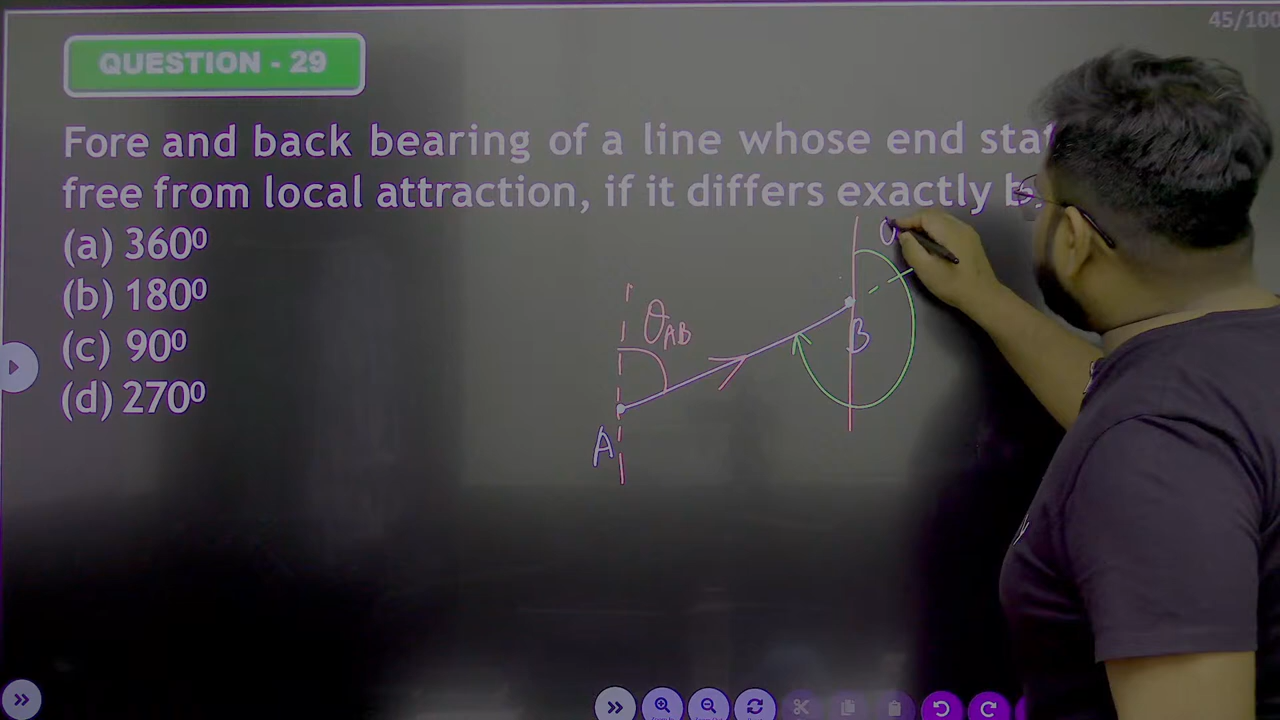 45/100
QUESTION - 29
Fore and back bearing of a line whose end
free from local attraction, if it differs exactly
(a) 360⁰
(b) 180⁰
(c) 90⁰
(d) 270⁰
θAB
B
A